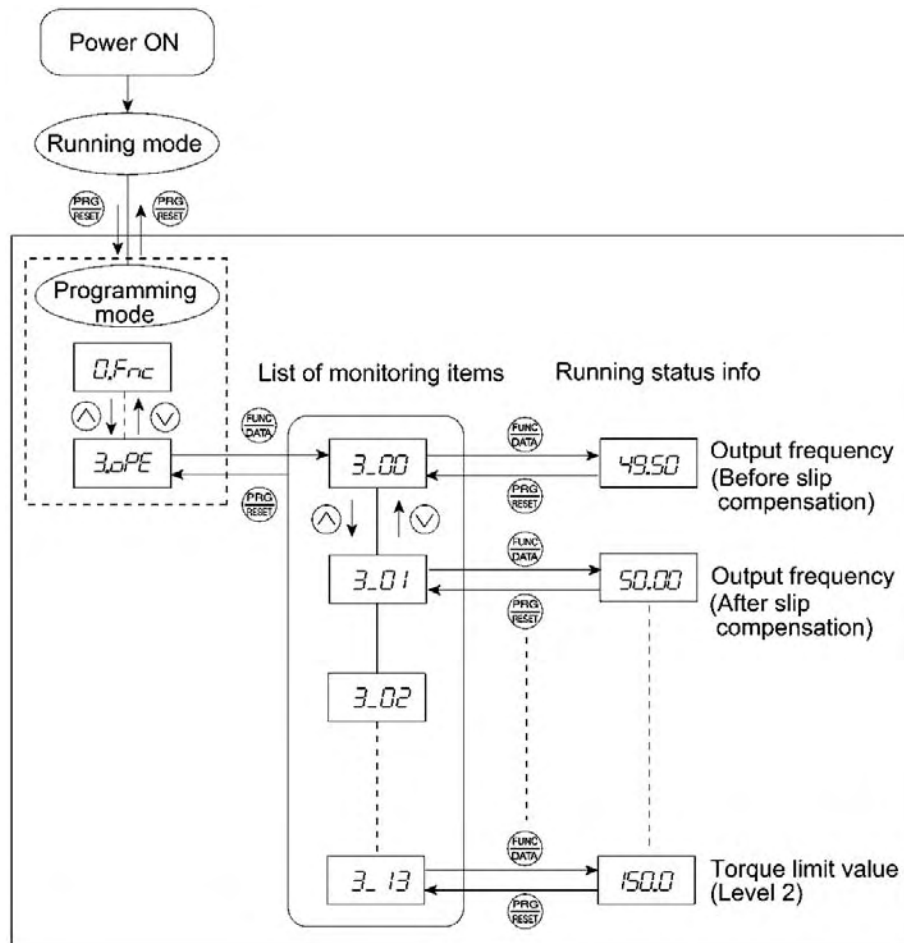 Power ON
Running mode
PRG
RESET
PRG
RESET
Programming
mode
0.Fnc
List of monitoring items
Running status info
FUNC
DATA
FUNC
DATA
3.oPE
3_00
49.50
Output frequency
(Before slip
compensation)
PRG
RESET
PRG
RESET
FUNC
DATA
3_01
50.00
Output frequency
(After slip
compensation)
PRG
RESET
3_02
FUNC
DATA
3_13
150.0
Torque limit value
(Level 2)
PRG
RESET